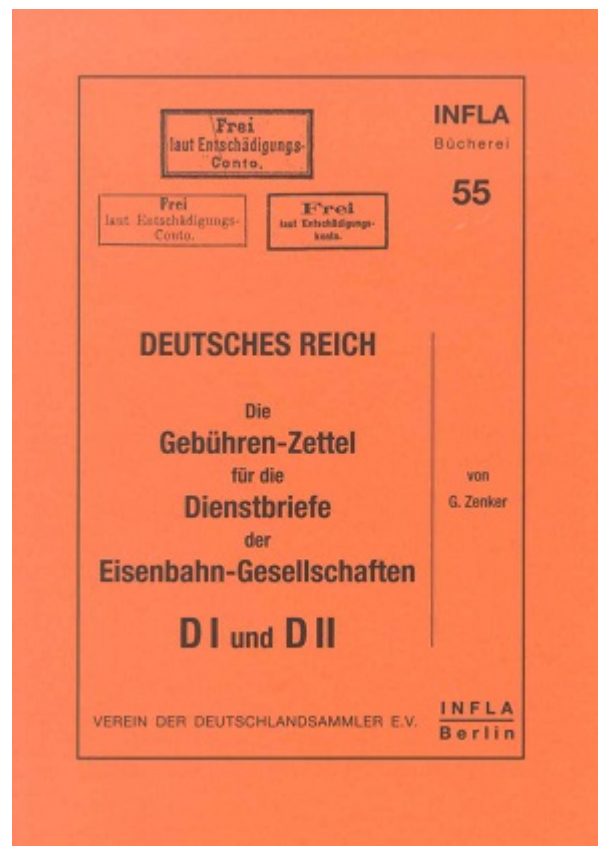 Frei
laut Entschädigungs-
Conto.
INFLA
Bücherei
55
Frei
laut Entschädigungs-
Conto.
Frei
laut Entschädigungs-
konto.
DEUTSCHES REICH
Die
Gebühren-Zettel
für die
Dienstbriefe
der
Eisenbahn-Gesellschaften
D I und D II
von
G. Zenker
VEREIN DER DEUTSCHLANDSAMMLER E.V.
INFLA
Berlin